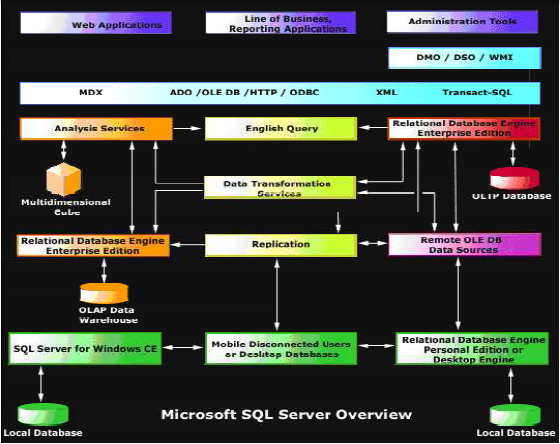 Web Applications
Line of Business,
Reporting Applications
Administration Tools
DMO / DSO / WMI
MDX
ADO /OLE DB /HTTP / ODBC
XML
Transact-SQL
Analysis Services
English Query
Relational Database Engine
Enterprise Edition
Multidimensional
Cube
Data Transformation
Services
OLTP Database
Relational Database Engine
Enterprise Edition
Replication
Remote OLE DB
Data Sources
OLAP Data
Warehouse
SQL Server for Windows CE
Mobile Disconnected Users
or Desktop Databases
Relational Database Engine
Personal Edition or
Desktop Engine
Local Database
Microsoft SQL Server Overview
Local Database